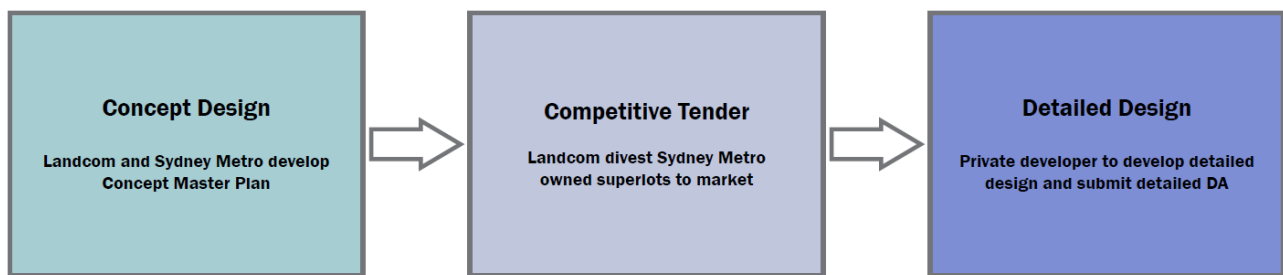 Concept Design
Landcom and Sydney Metro develop
Concept Master Plan
Competitive Tender
Landcom divest Sydney Metro
owned superlots to market
Detailed Design
Private developer to develop detailed
design and submit detailed DA